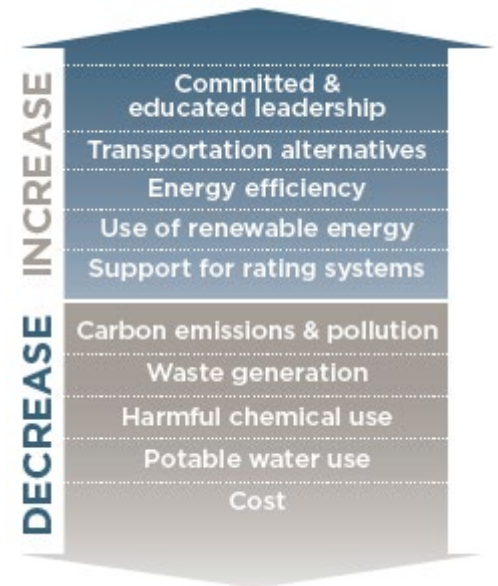 INCREASE
Committed &
educated leadership
Transportation alternatives
Energy efficiency
Use of renewable energy
Support for rating systems
DECREASE
Carbon emissions & pollution
Waste generation
Harmful chemical use
Potable water use
Cost